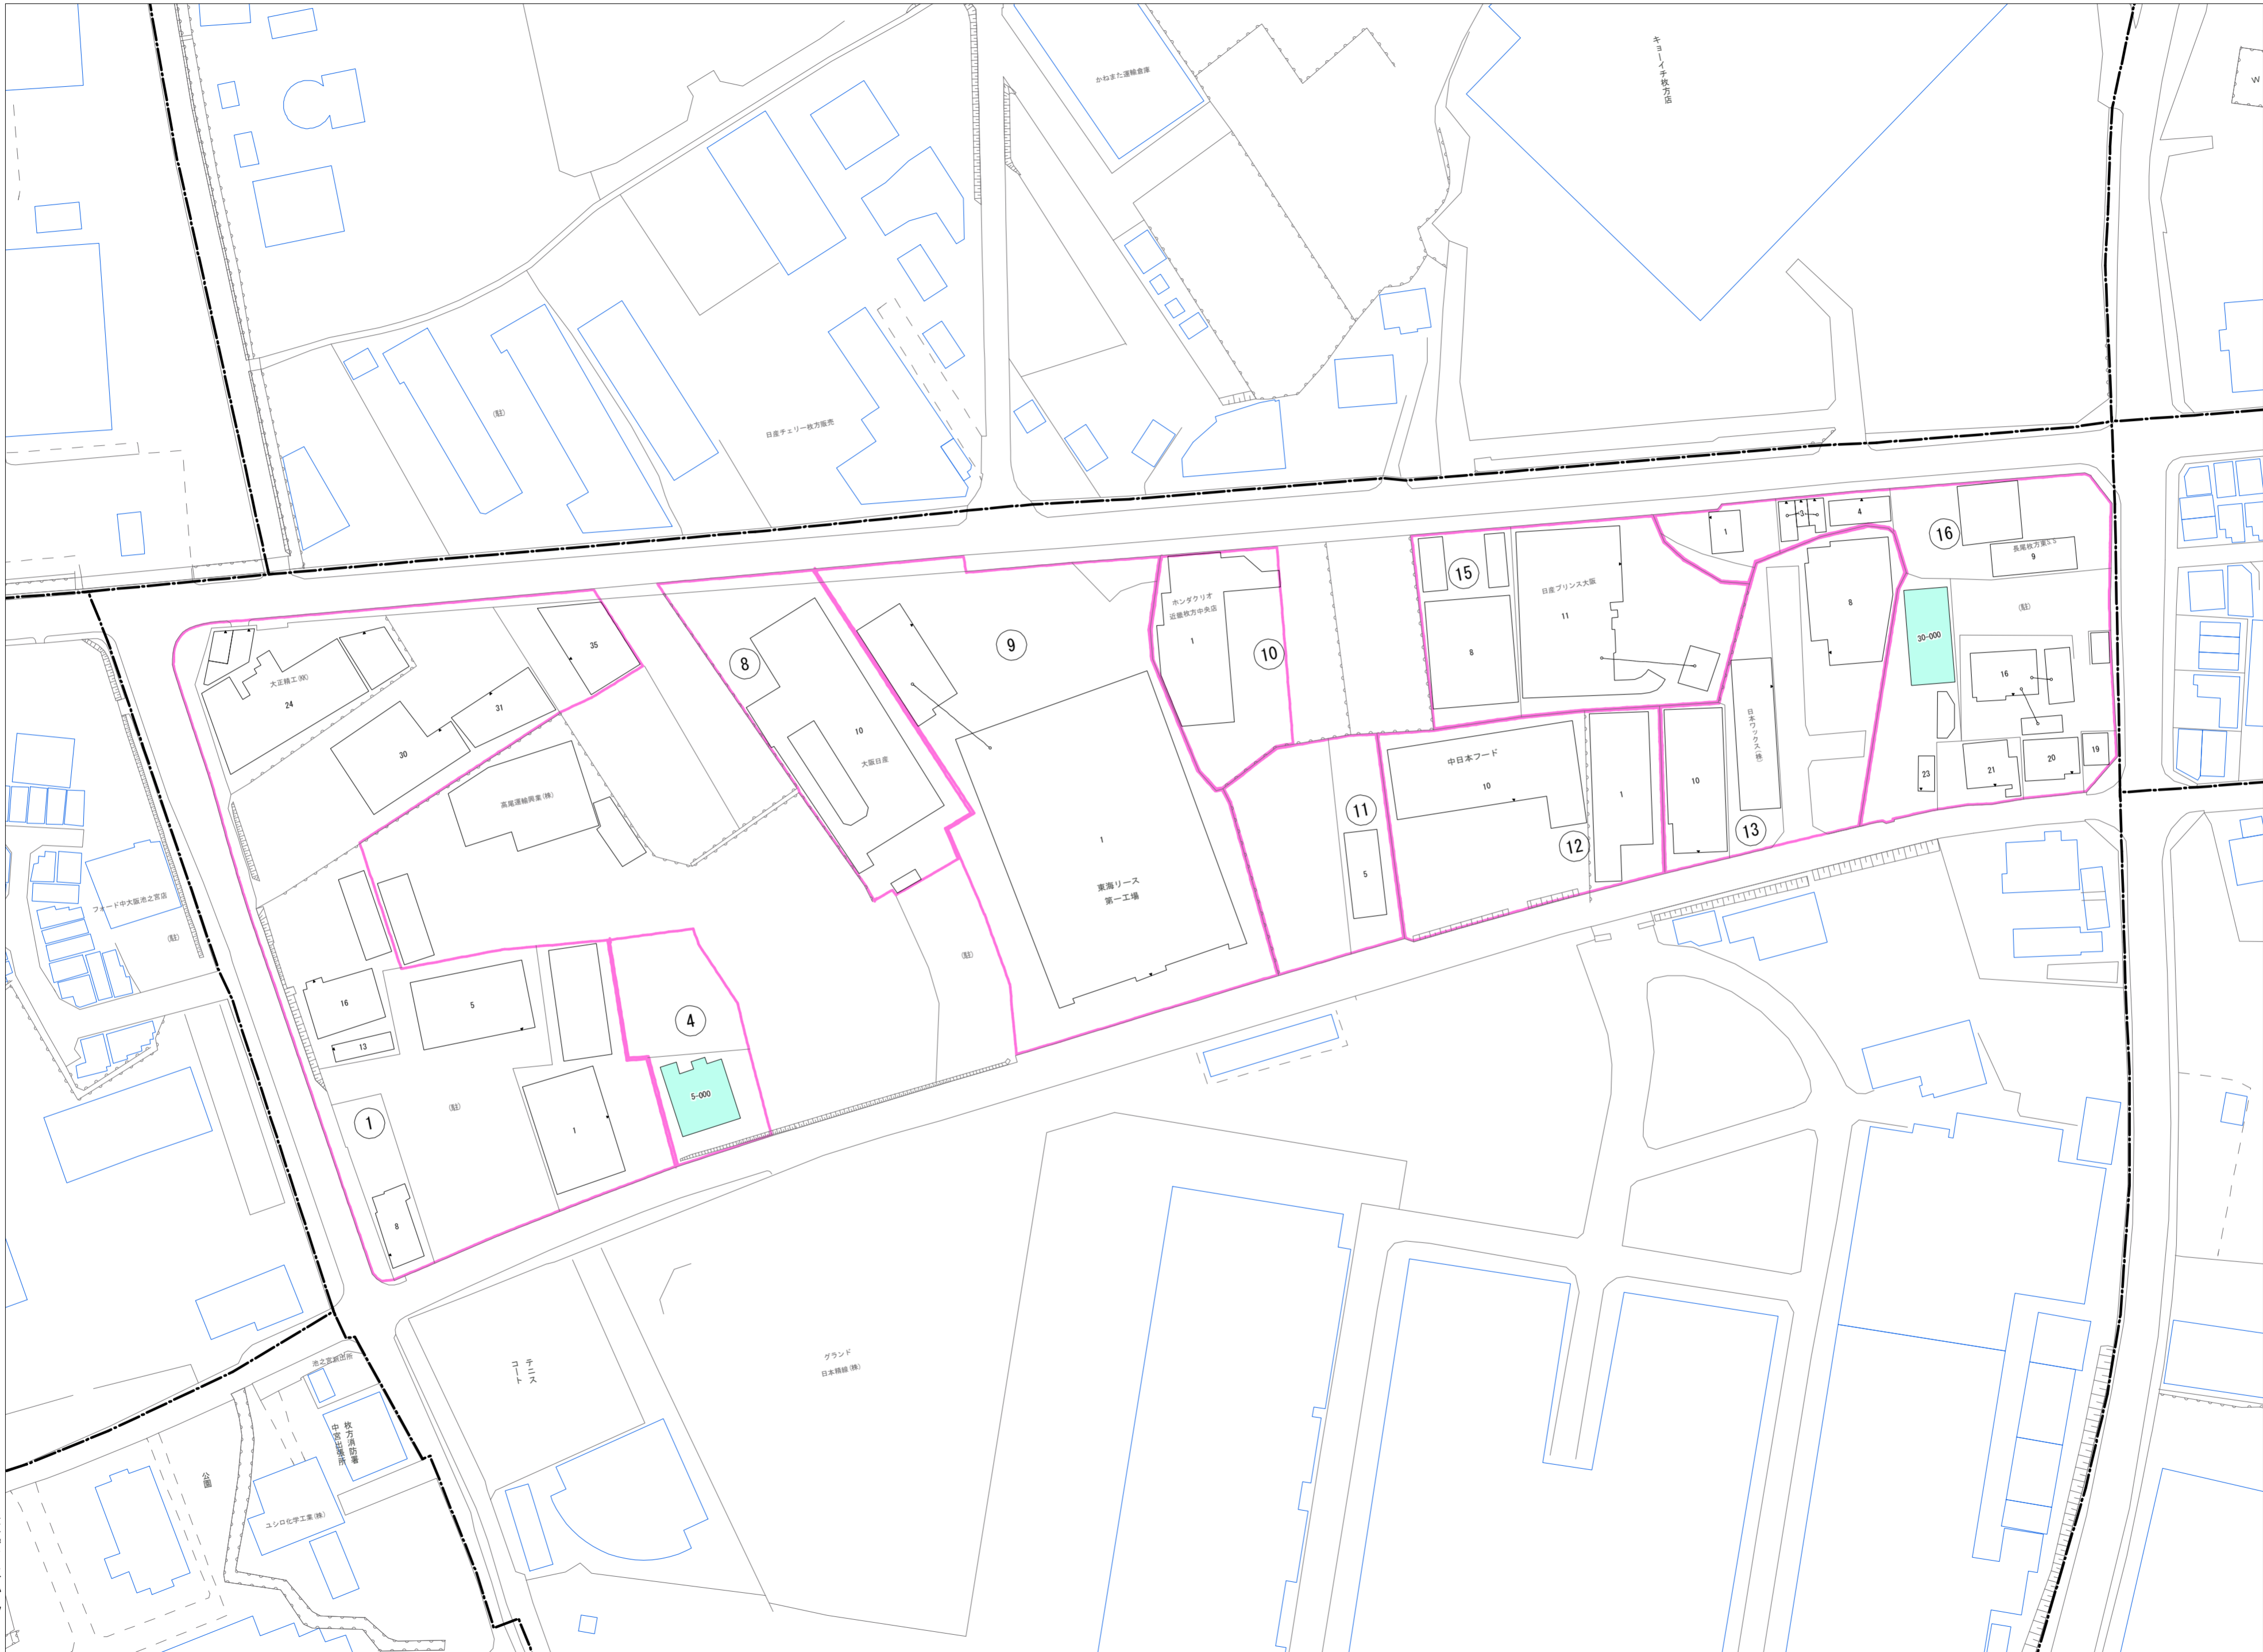 かねまた運輸倉庫
キョーイチ枚方店
W
(駐)
日産チェリー枚方販売
大正精工(KK)
24
35
31
30
高尾運輸興業(株)
8
10
大阪日産
9
ホンダクリオ
近畿枚方中央店
1
10
15
8
日産プリンス大阪
11
1
3
4
16
長尾枚方東S.S
9
8
30-000
(駐)
16
日本ワックス(株)
10
13
23
21
20
19
中日本フード
10
12
1
11
5
1
東海リース
第一工場
(駐)
フォード中大阪池之宮店
(駐)
16
13
5
4
5-000
1
(駐)
1
8
池之宮派出所
枚方消防署
中宮出張所
公園
ユシロ化学工業(株)
テニス
コート
グランド
日本精線(株)